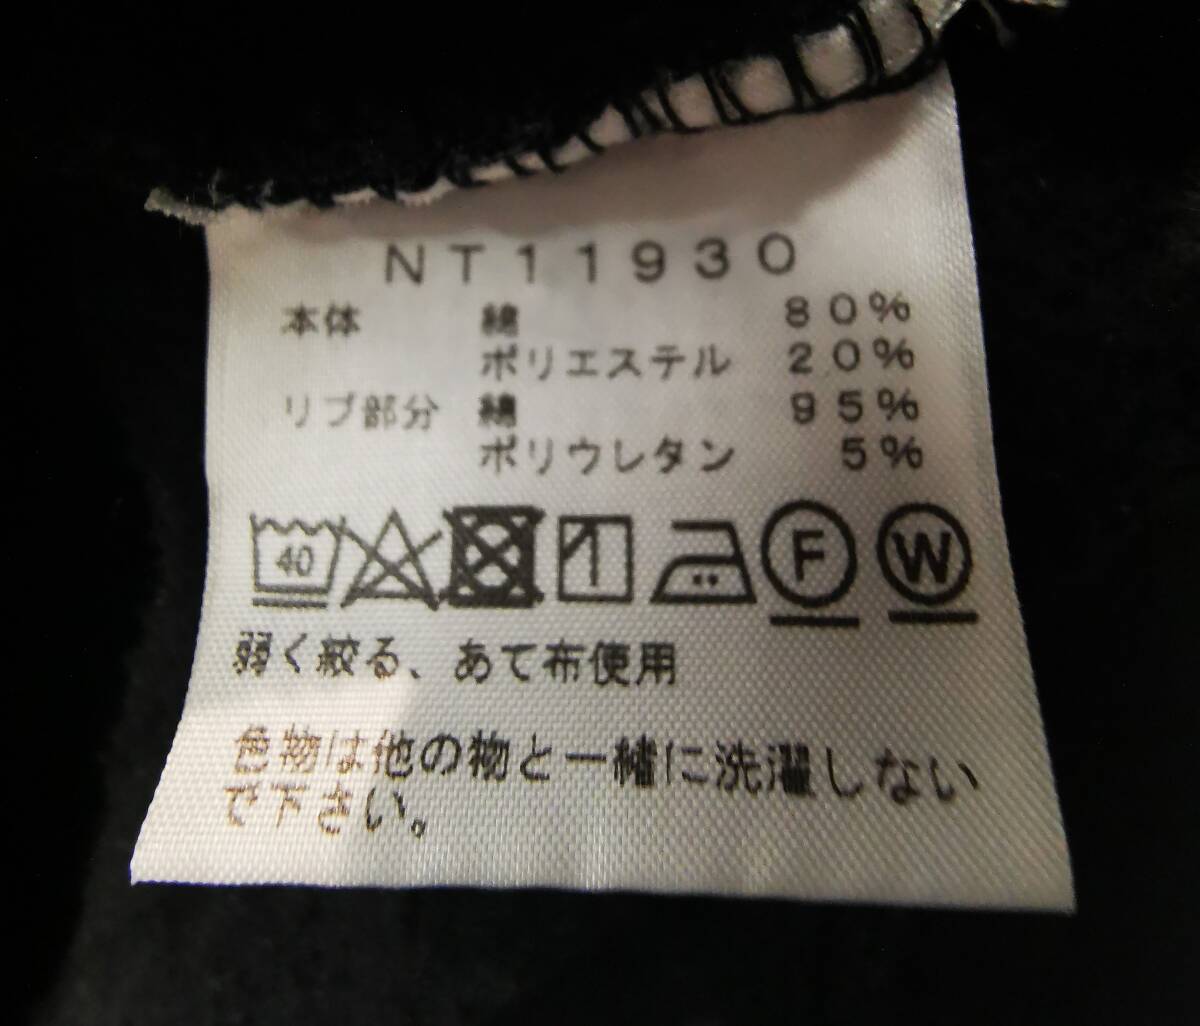 NT11930
本体 綿 80%
ポリエステル 20%
リブ部分 綿 95%
ポリウレタン 5%
40 F W
弱く絞る、あて布使用
色物は他の物と一緒に洗濯しない
で下さい。